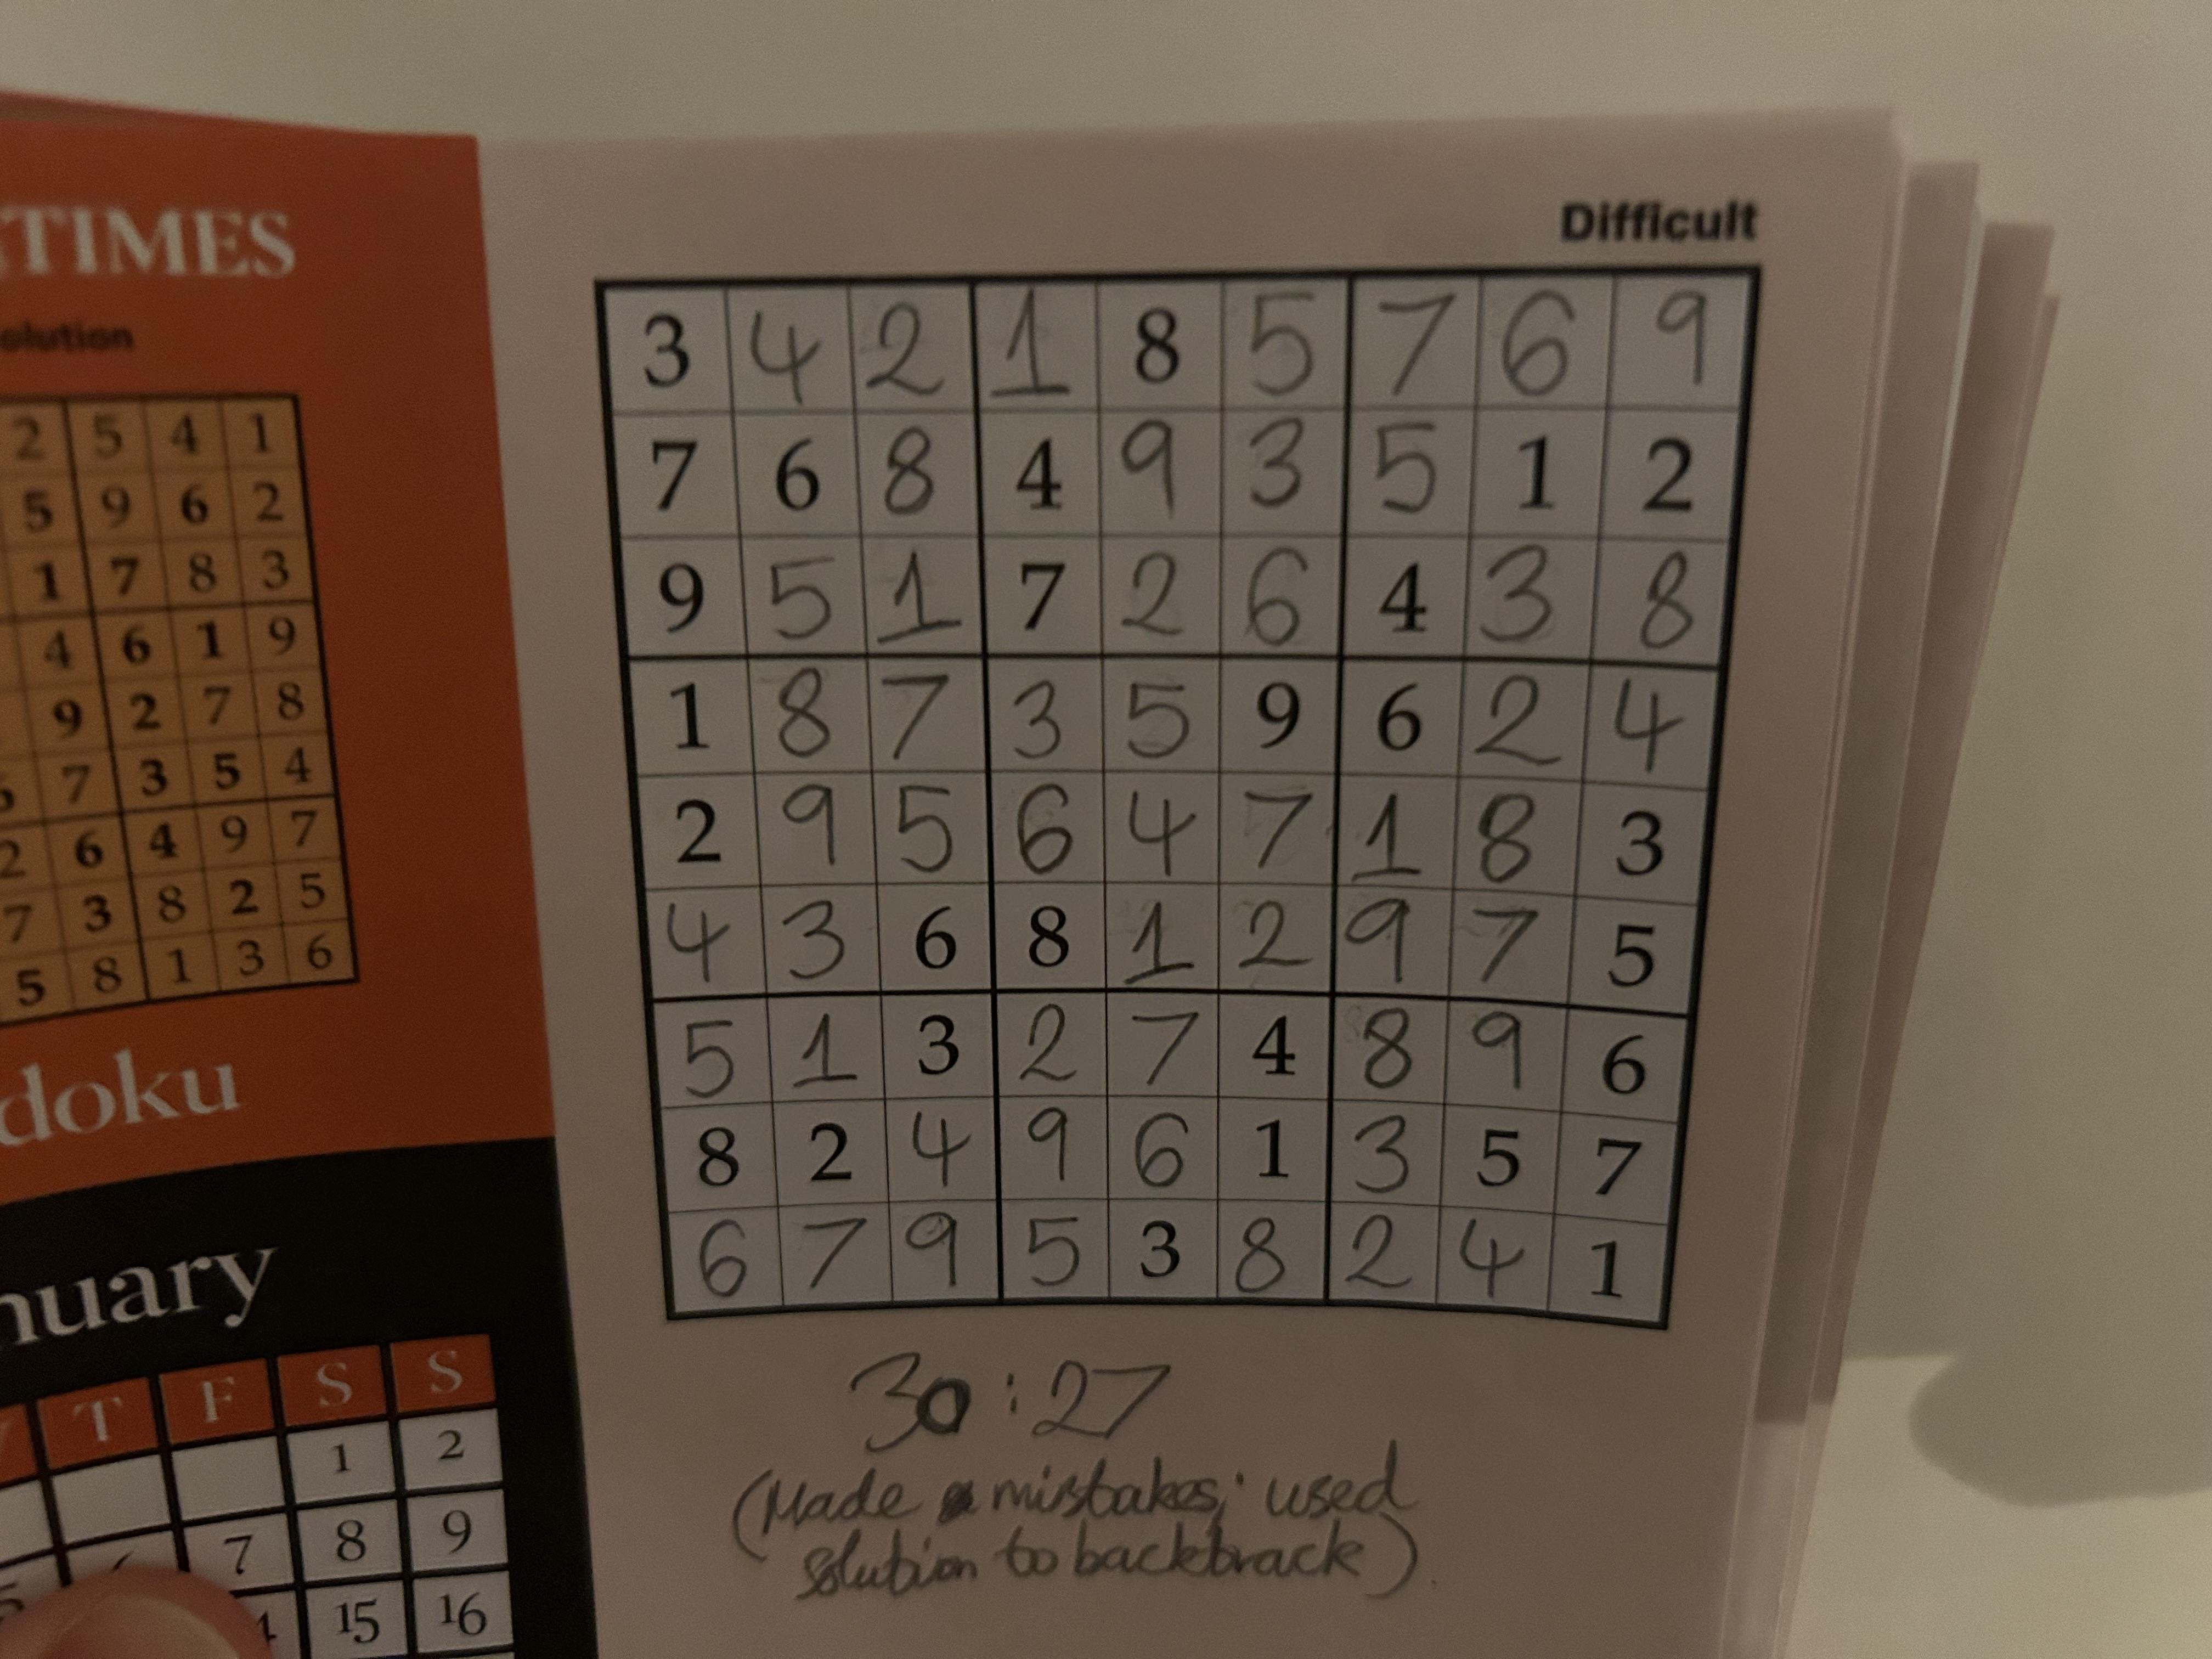 TIMES
olution
2 5 4 1
5 9 6 2
1 7 8 3
4 6 1 9
9 2 7 8
7 3 5 4
2 6 4 9 7
7 3 8 2 5
5 8 1 3 6
doku
nuary
T F S S
1 2
7 8 9
15 16
Difficult
3 4 2 1 8 5 7 6 9
7 6 8 4 9 3 5 1 2
9 5 1 7 2 6 4 3 8
1 8 7 3 5 9 6 2 4
2 9 5 6 4 7 1 8 3
4 3 6 8 1 2 9 7 5
5 1 3 2 7 4 8 9 6
8 2 4 9 6 1 3 5 7
6 7 9 5 3 8 2 4 1
30:27
(Made mistakes; used
solution to backtrack).